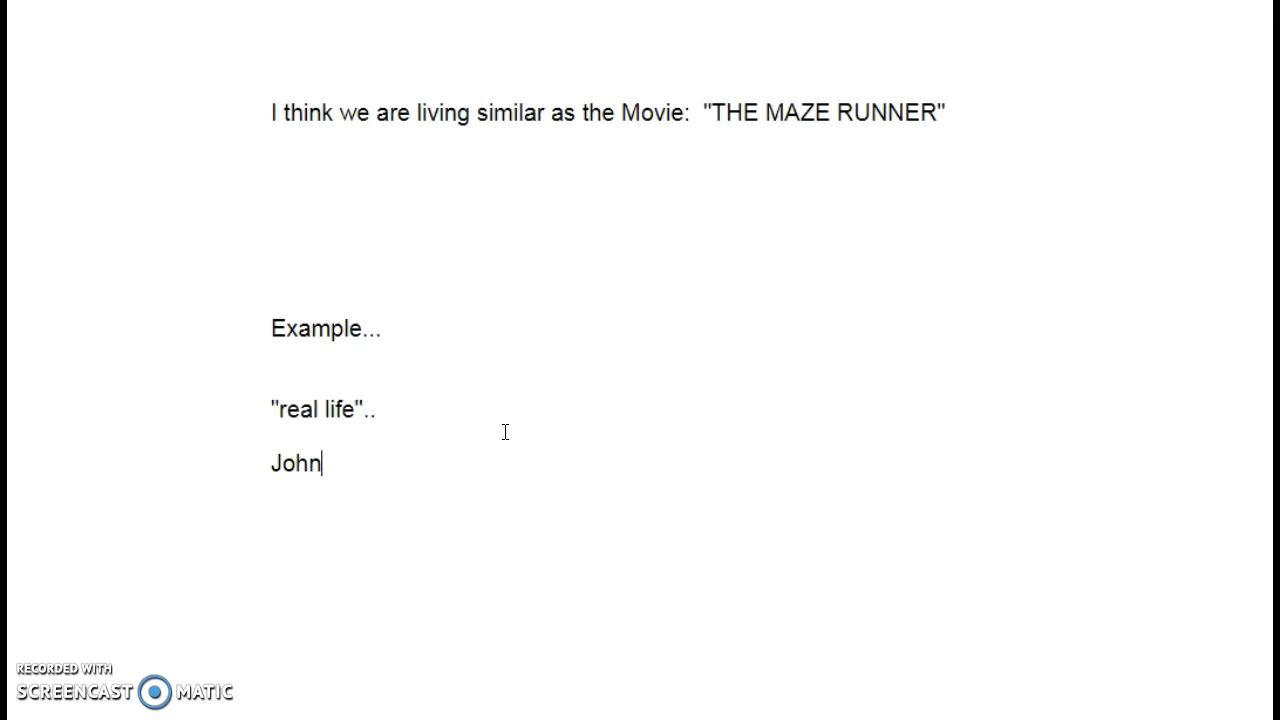 I think we are living similar as the Movie:  "THE MAZE RUNNER"
Example...
"real life"..
John
RECORDED WITH
SCREENCAST MATIC